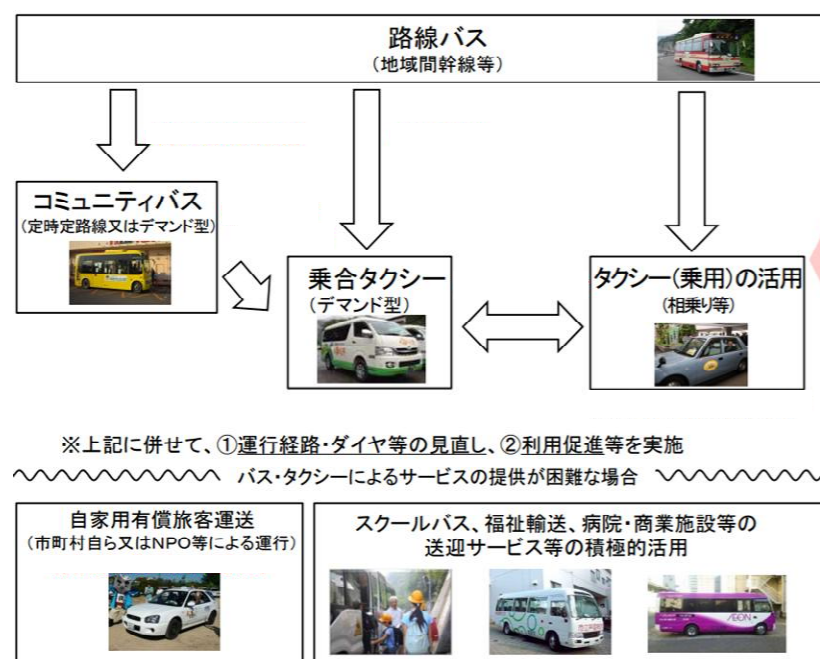 路線バス
(地域間幹線等)
コミュニティバス
(定時定路線又はデマンド型)
乗合タクシー
(デマンド型)
タクシー(乗用)の活用
(相乗り等)
※上記に併せて、①運行経路・ダイヤ等の見直し、②利用促進等を実施
バス・タクシーによるサービスの提供が困難な場合
自家用有償旅客運送
(市町村自ら又はNPO等による運行)
スクールバス、福祉輸送、病院・商業施設等の
送迎サービス等の積極的活用
ÆON